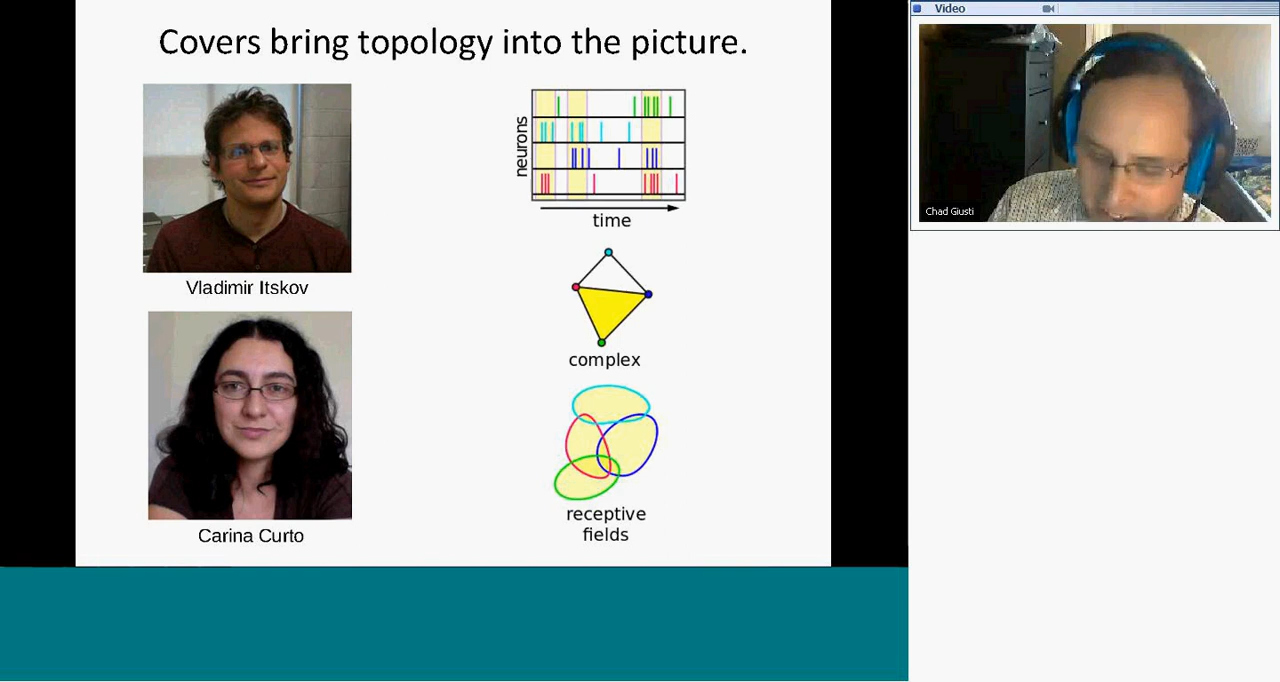 Covers bring topology into the picture.
Vladimir Itskov
Carina Curto
neurons
time
complex
receptive
fields
Video
Chad Giusti